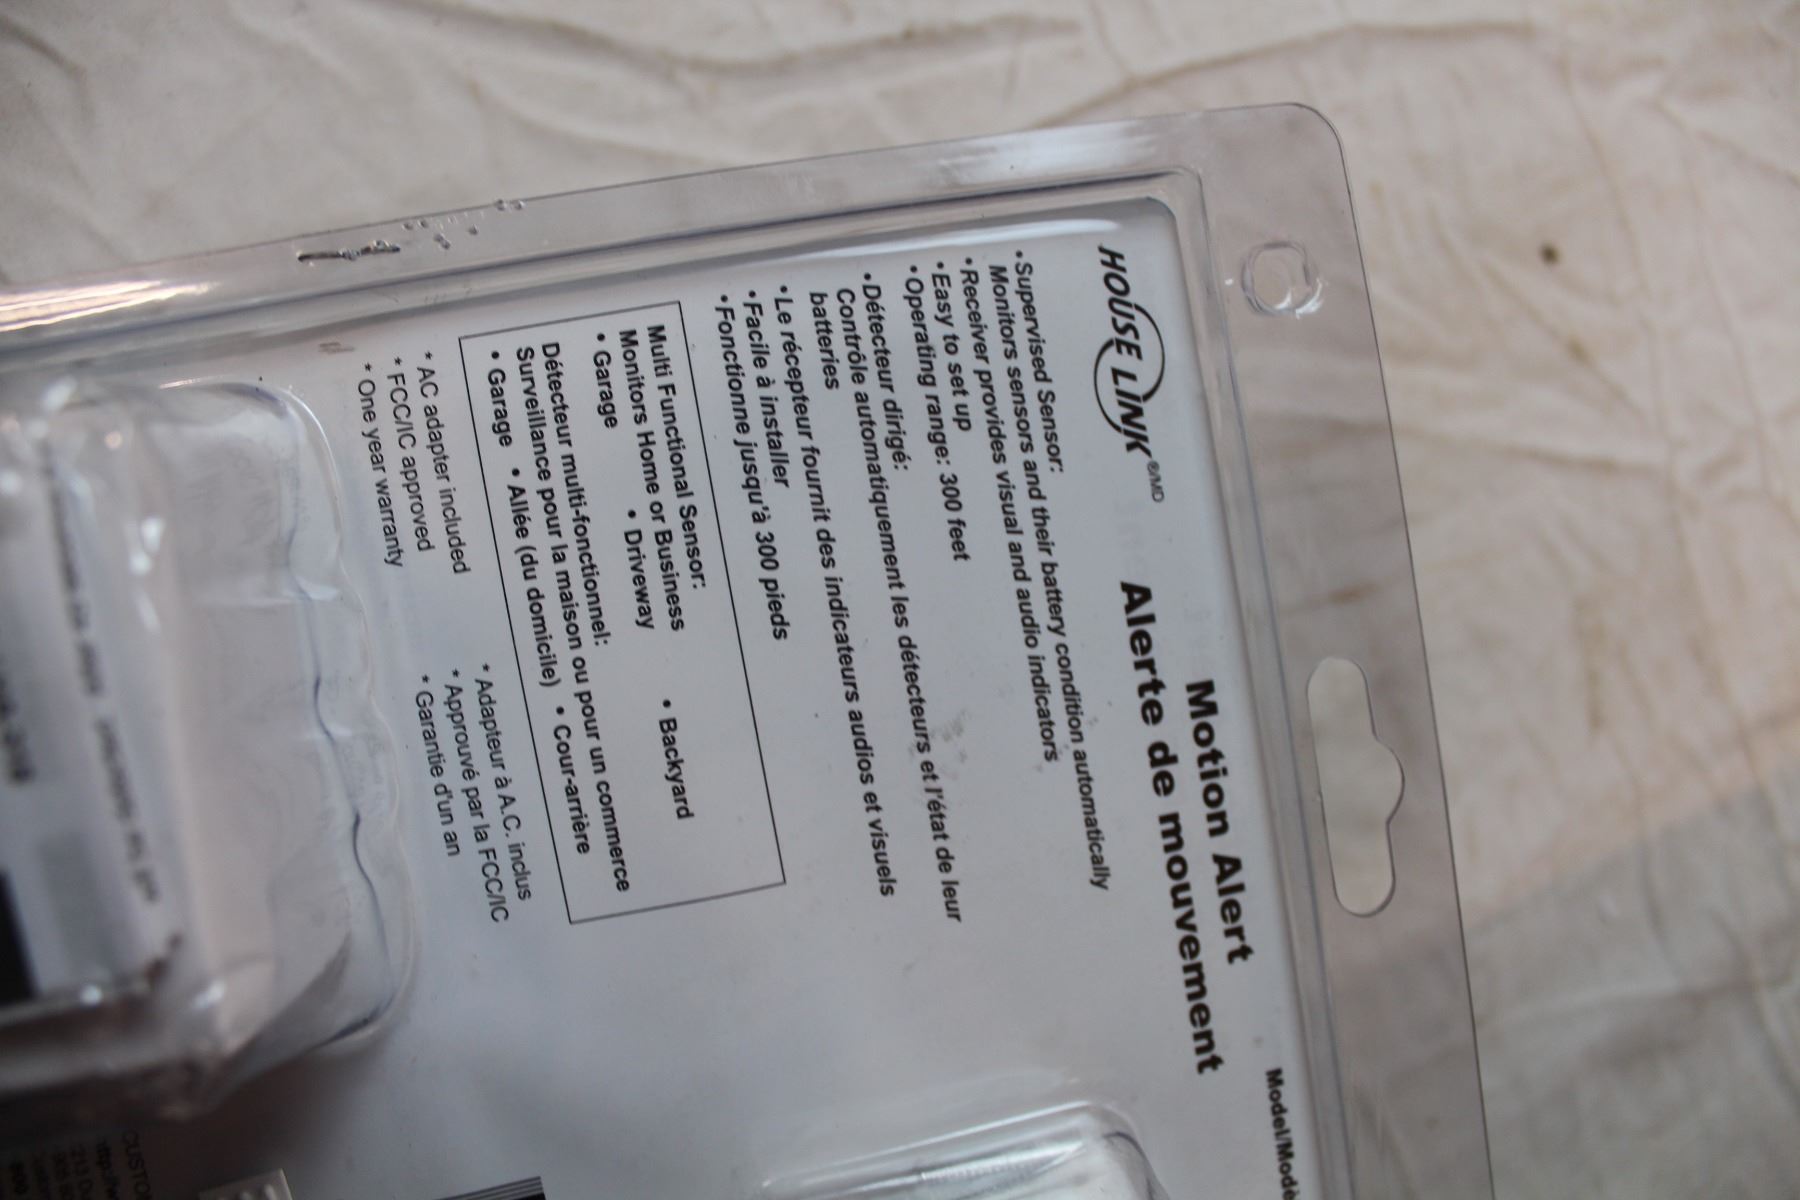 HOUSE LINK ®/MD
Motion Alert
Alerte de mouvement
•Supervised Sensor:
Monitors sensors and their battery condition automatically
•Receiver provides visual and audio indicators
•Easy to set up
•Operating range: 300 feet
•Détecteur dirigé:
Contrôle automatiquement les détecteurs et l'état de leur
batteries
•Le récepteur fournit des indicateurs audios et visuels
•Facile à installer
•Fonctionne jusqu'à 300 pieds
Multi Functional Sensor:
Monitors Home or Business
• Garage • Driveway • Backyard
Détecteur multi-fonctionnel:
Surveillance pour la maison ou pour un commerce
• Garage • Allée (du domicile) • Cour-arrière
* AC adapter included
* FCC/IC approved
* One year warranty
* Adapteur à A.C. inclus
* Approuvé par la FCC/IC
* Garantie d'un an
Model/Modè
CUSTO